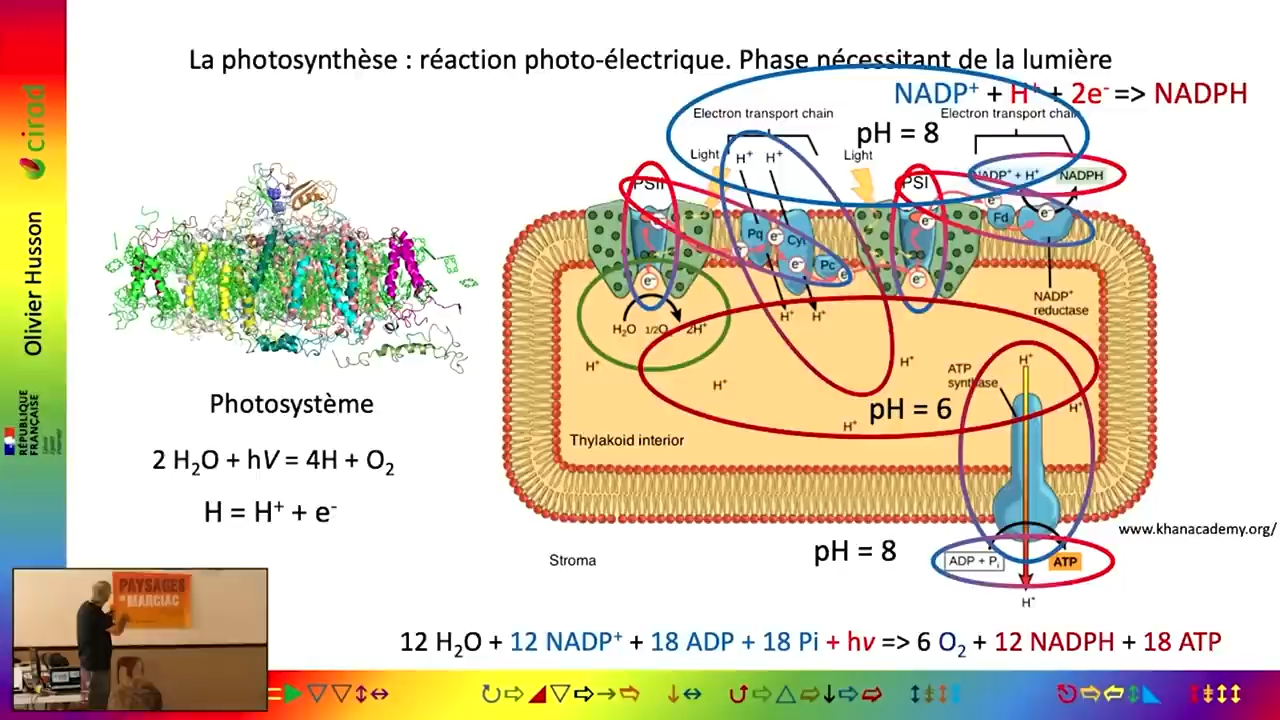 La photosynthèse : réaction photo-électrique. Phase nécessitant de la lumière
NADP⁺ + H⁺ + 2e⁻ => NADPH
Electron transport chain
Electron transport chain
pH = 8
Light
H⁺ H⁺
Light
NADP⁺ + H⁺
NADPH
PSII
PSI
Pq
e⁻
Cyt
e⁻
Pc
e⁻
e⁻
e⁻
e⁻
Fd
e⁻
e⁻
NADP⁺
reductase
H₂O 1/2O₂ 2H⁺
H⁺ H⁺
H⁺
H⁺
H⁺
H⁺
H⁺
H⁺
ATP
synthase
pH = 6
Thylakoid interior
Stroma
pH = 8
ADP + Pᵢ
ATP
H⁺
www.khanacademy.org/
Photosystème
2 H₂O + hV = 4H + O₂
H = H⁺ + e⁻
12 H₂O + 12 NADP⁺ + 18 ADP + 18 Pi + hν => 6 O₂ + 12 NADPH + 18 ATP
cirad
Olivier Husson
RÉPUBLIQUE
FRANÇAISE
PAYSAGES
MARCIAC